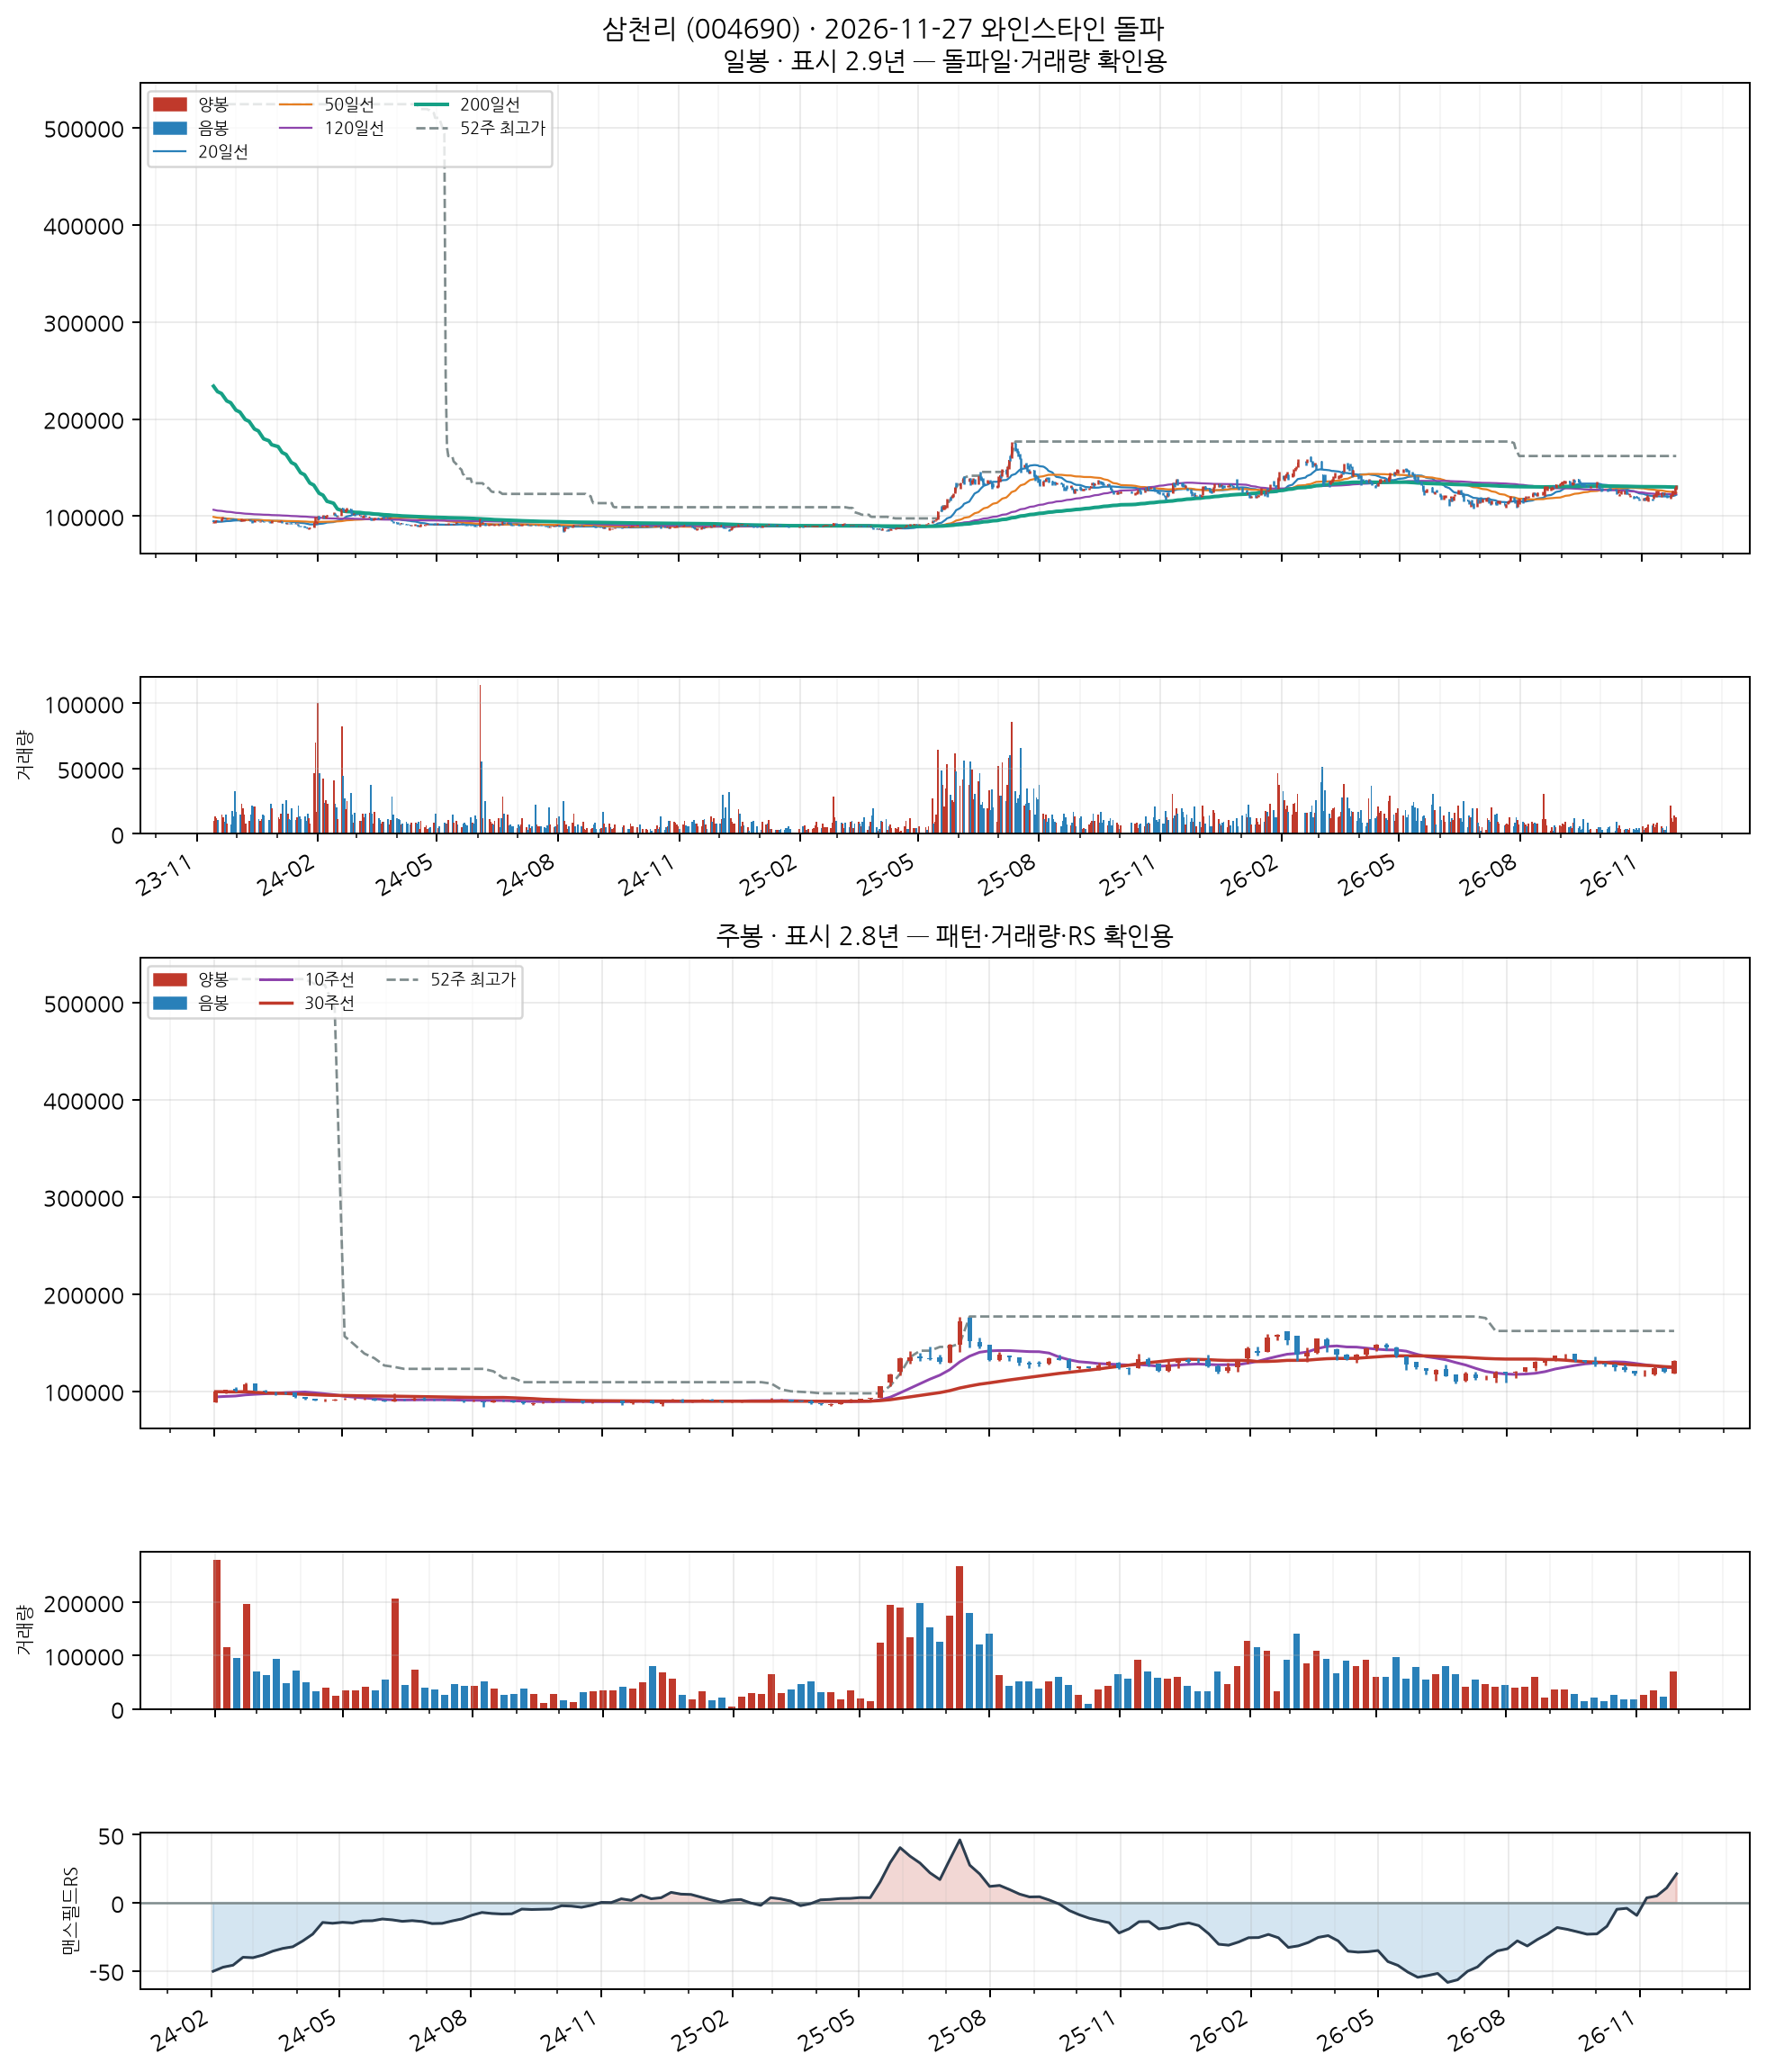 삼천리 (004690) · 2026-11-27 와인스타인 돌파
일봉 · 표시 2.9년 — 돌파일·거래량 확인용
양봉 50일선 200일선
음봉 120일선 52주 최고가
20일선
500000
400000
300000
200000
100000
거래량
100000
50000
0
23-11 24-02 24-05 24-08 24-11 25-02 25-05 25-08 25-11 26-02 26-05 26-08 26-11
주봉 · 표시 2.8년 — 패턴·거래량·RS 확인용
양봉 10주선 52주 최고가
음봉 30주선
500000
400000
300000
200000
100000
거래량
200000
100000
0
맨스필드RS
50
0
-50
24-02 24-05 24-08 24-11 25-02 25-05 25-08 25-11 26-02 26-05 26-08 26-11